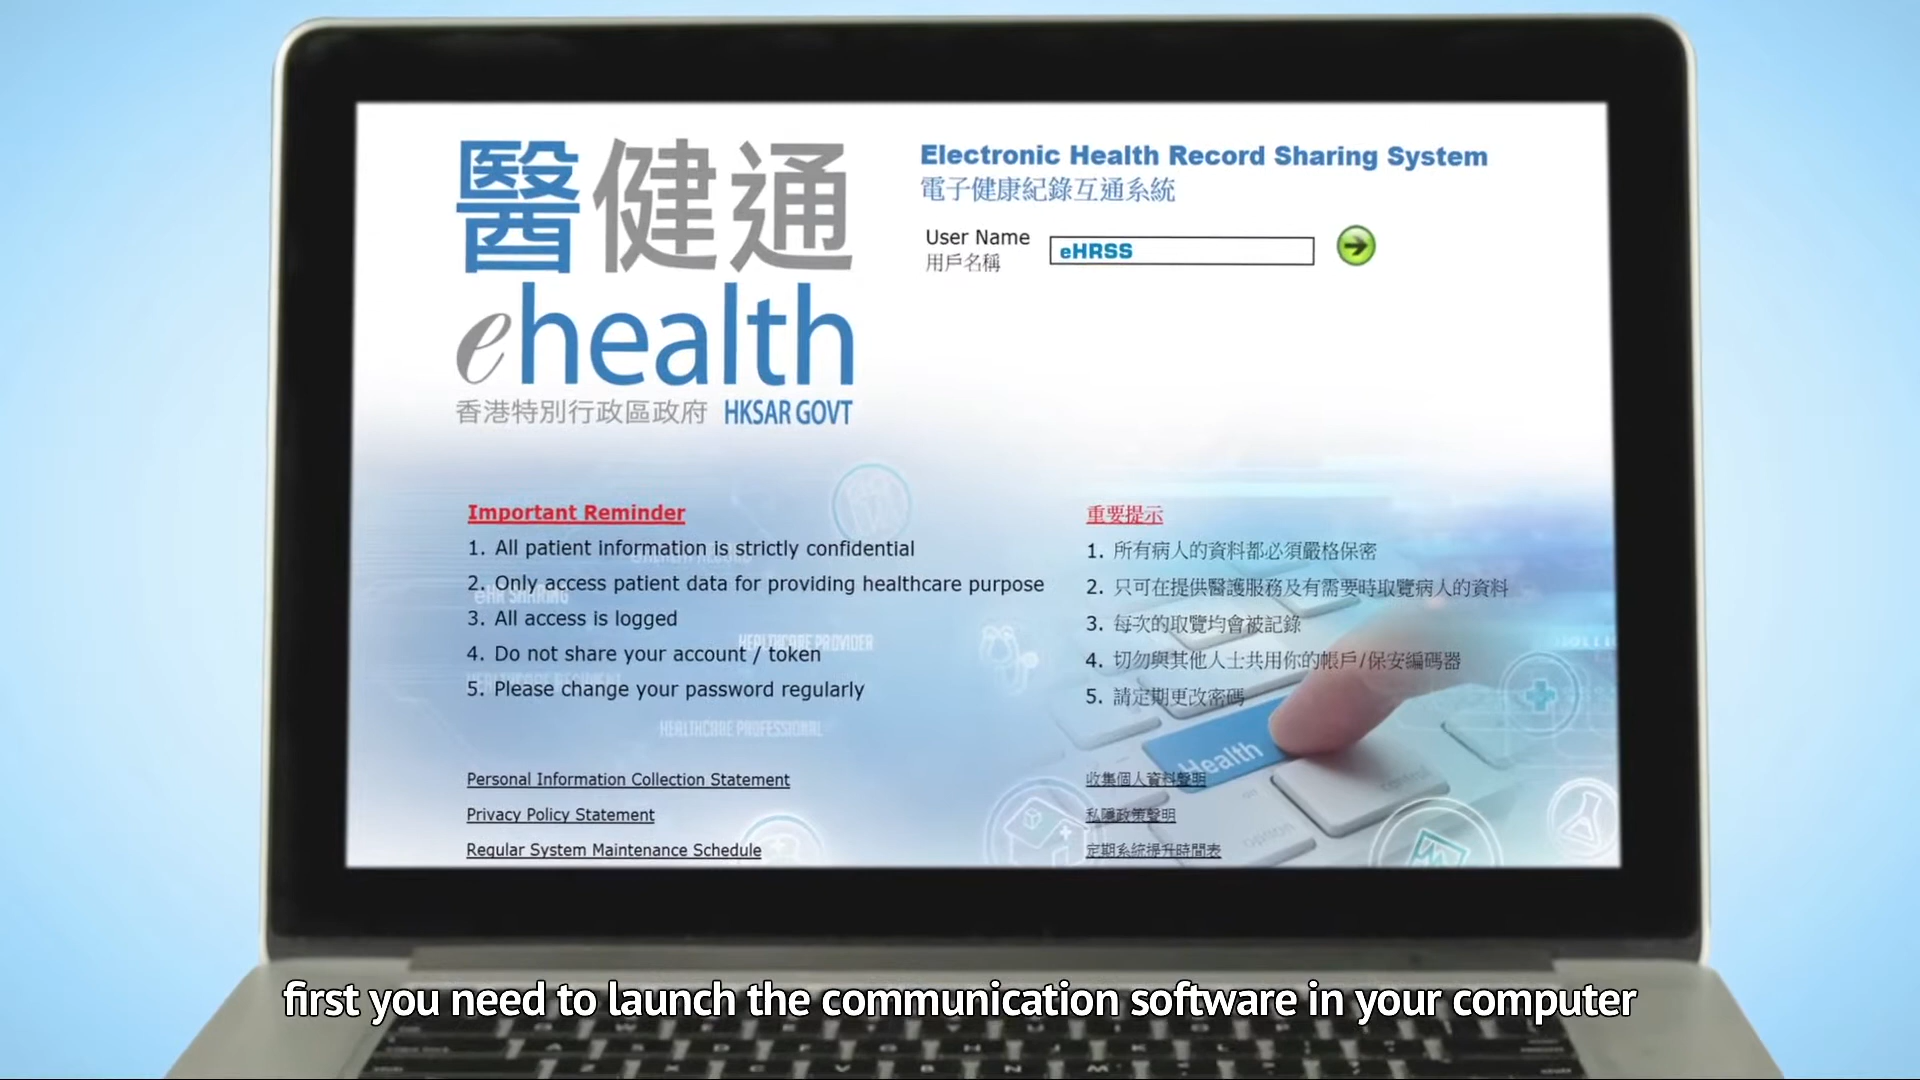 醫健通
ehealth
香港特別行政區政府 HKSAR GOVT
Electronic Health Record Sharing System
電子健康紀錄互通系統
User Name
用戶名稱
eHRSS
Important Reminder
1. All patient information is strictly confidential
2. Only access patient data for providing healthcare purpose
3. All access is logged
4. Do not share your account / token
5. Please change your password regularly
重要提示
1. 所有病人的資料都必須嚴格保密
2. 只可在提供醫護服務及有需要時取覽病人的資料
3. 每次的取覽均會被記錄
4. 切勿與其他人士共用你的帳戶/保安編碼器
5. 請定期更改密碼
eHR SHARING
HEALTHCARE PROVIDER
HEALTHCARE PROFESSIONAL
Health
control
option
Personal Information Collection Statement
Privacy Policy Statement
Regular System Maintenance Schedule
收集個人資料聲明
私隱政策聲明
定期系統提升時間表
first you need to launch the communication software in your computer